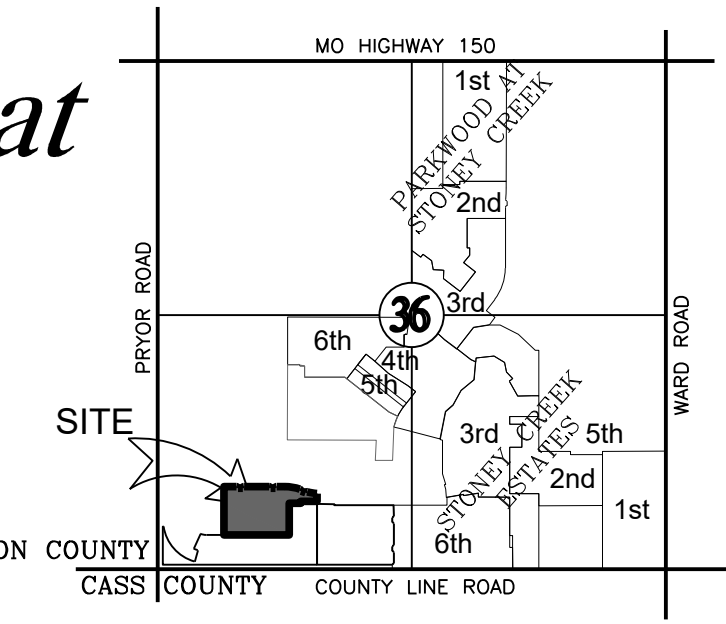 MO HIGHWAY 150
at
1st
PARKWOOD AT
STONEY CREEK
2nd
PRYOR ROAD
36
3rd
WARD ROAD
6th
4th
5th
SITE
3rd
STONEY CREEK
ESTATES
5th
2nd
1st
6th
ON COUNTY
CASS COUNTY
COUNTY LINE ROAD